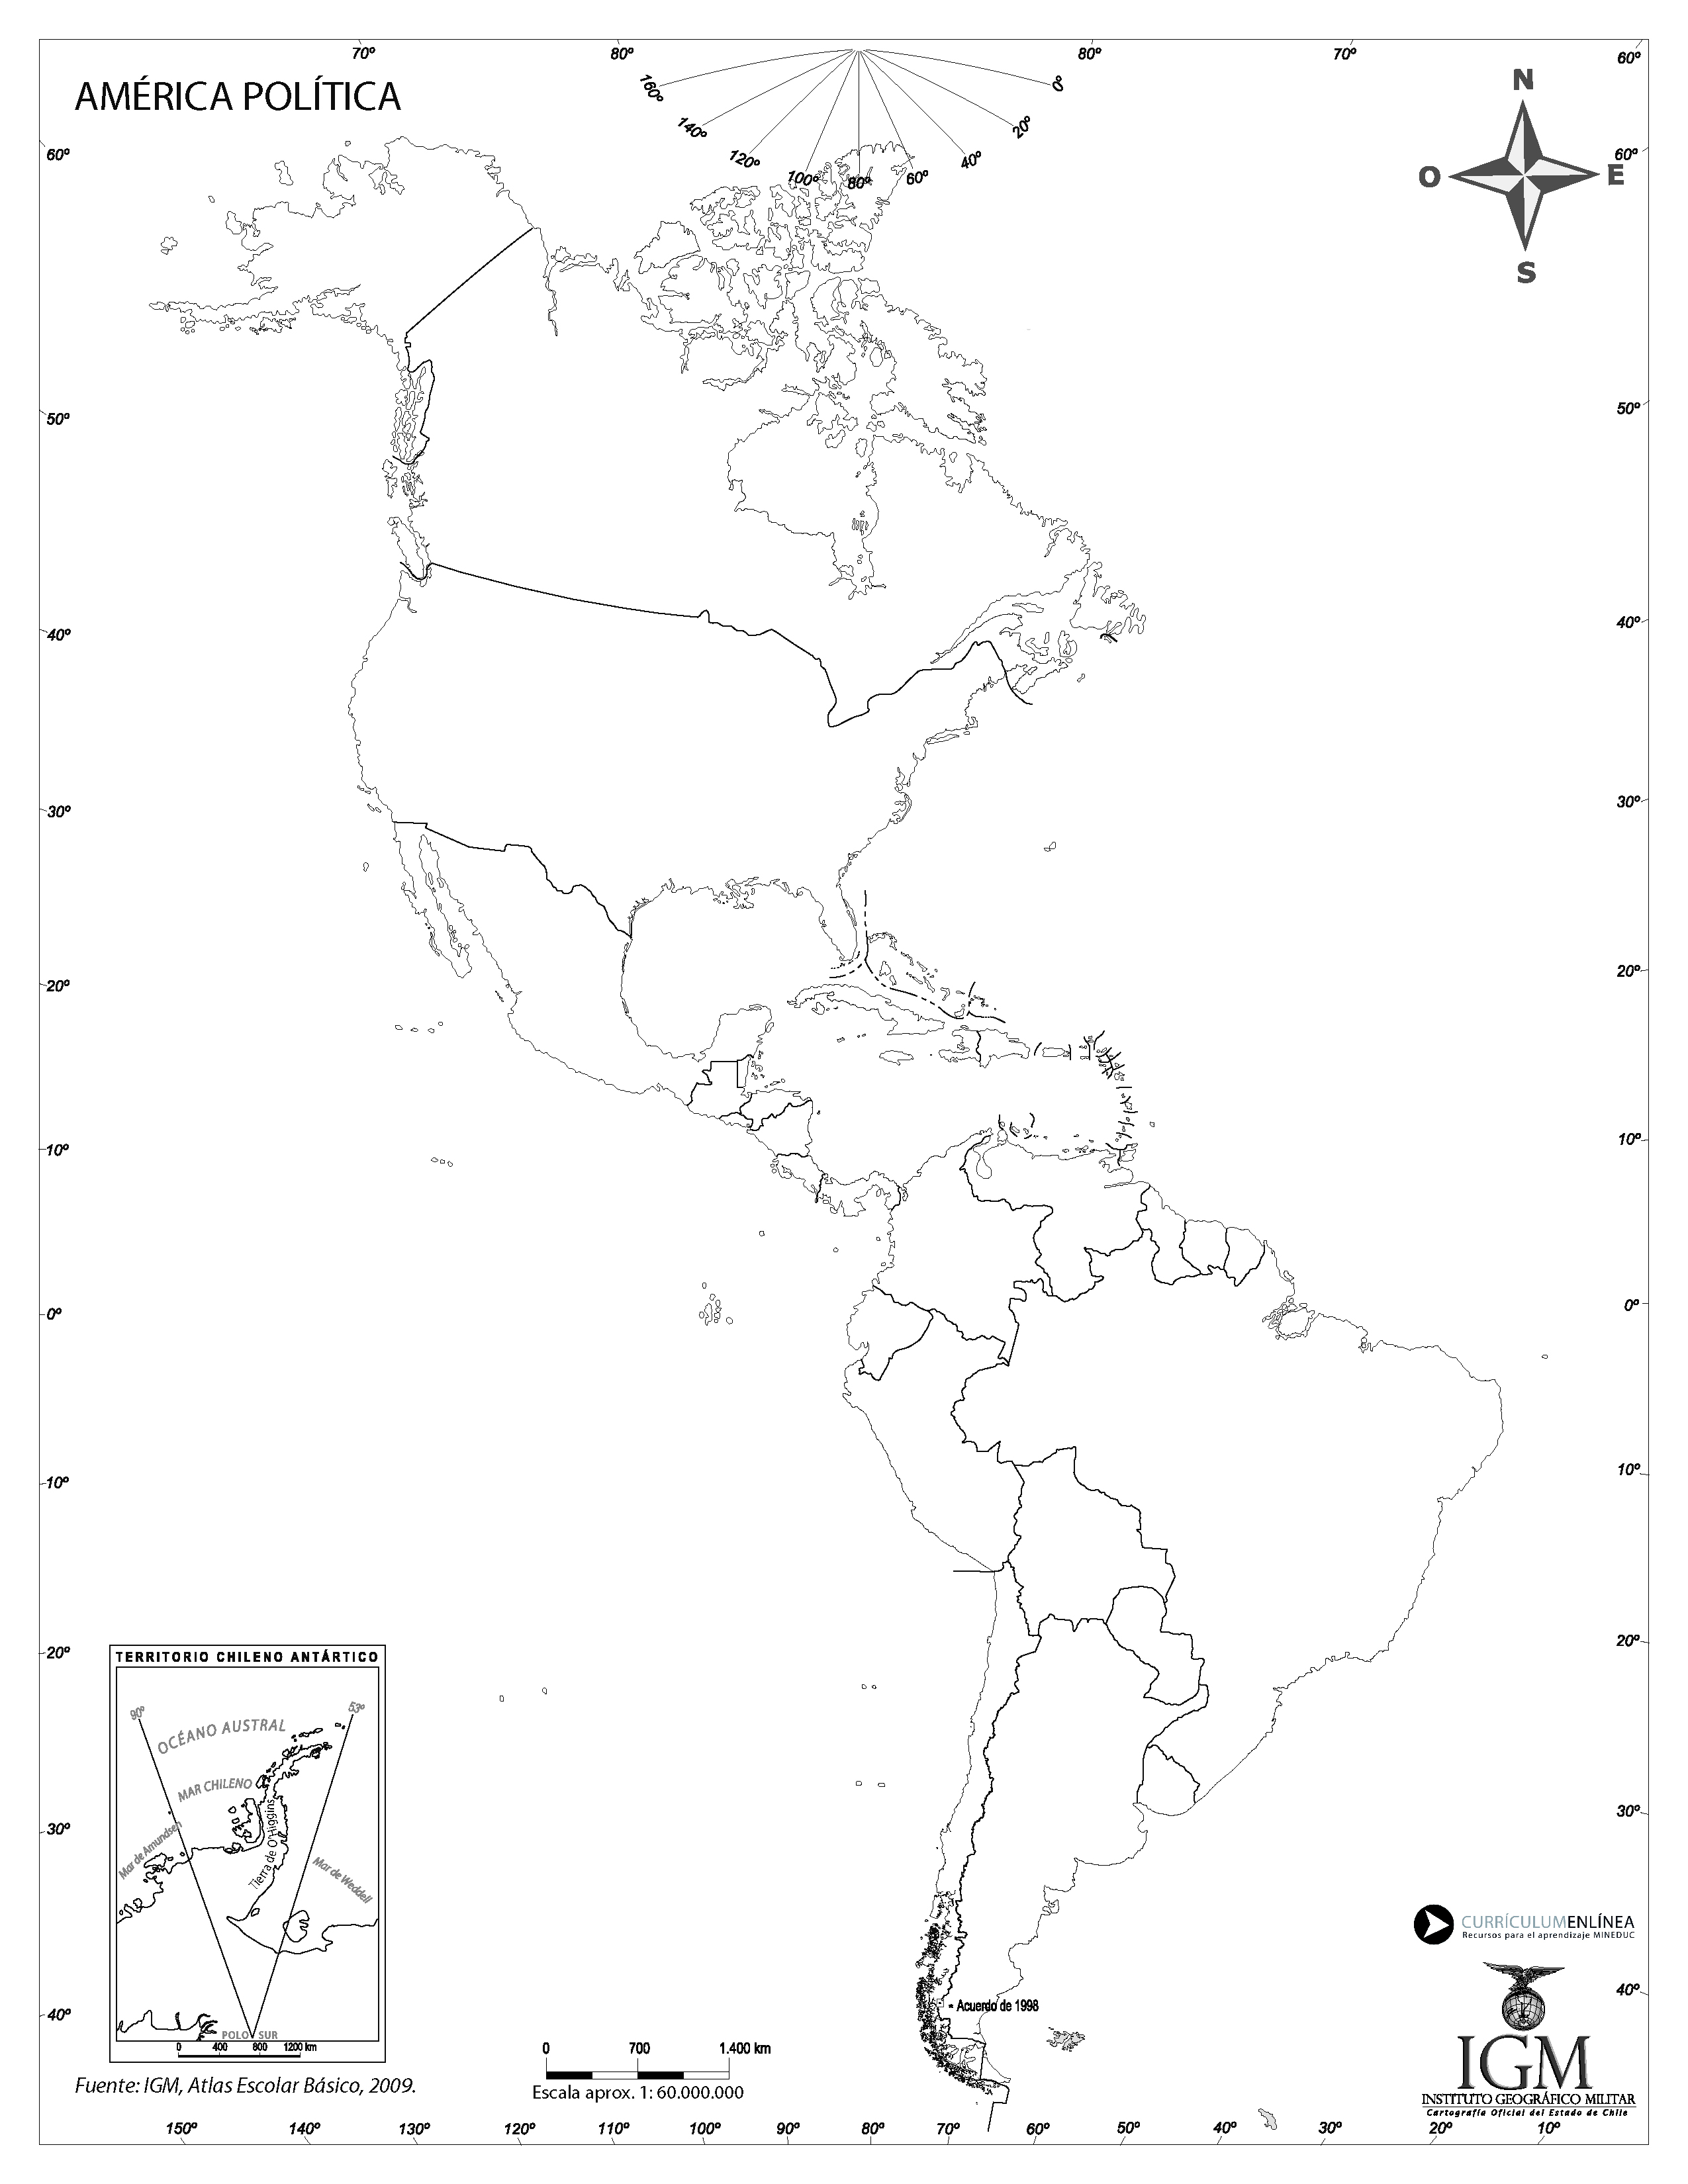 70º 80º 80º 70º 60º
AMÉRICA POLÍTICA
160º 140º 120º 100º 80º 60º 40º 20º 0º
N
O E
S
60º 60º
50º 50º
40º 40º
30º 30º
20º 20º
10º 10º
0º 0º
10º 10º
20º 20º
30º 30º
40º 40º
TERRITORIO CHILENO ANTÁRTICO
90º 53º
OCÉANO AUSTRAL
MAR CHILENO
Mar de Amundsen
Tierra de O'Higgins
Mar de Weddell
POLO SUR
0 400 800 1200 km
Fuente: IGM, Atlas Escolar Básico, 2009.
Acuerdo de 1998
0 700 1.400 km
Escala aprox. 1: 60.000.000
CURRÍCULUMENLÍNEA
Recursos para el aprendizaje MINEDUC
IGM
INSTITUTO GEOGRÁFICO MILITAR
Cartografía Oficial del Estado de Chile
150º 140º 130º 120º 110º 100º 90º 80º 70º 60º 50º 40º 30º 20º 10º